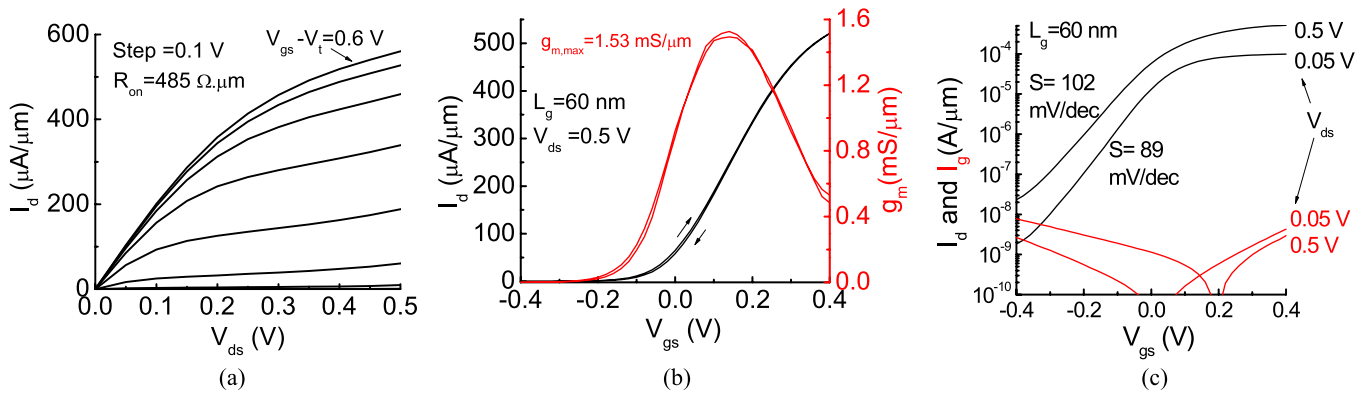 600
400
200
0
I_d (μA/μm)
Step =0.1 V
R_on=485 Ω.μm
V_gs -V_t=0.6 V
0.0 0.1 0.2 0.3 0.4 0.5
V_ds (V)
(a)
500
400
300
200
100
0
I_d (μA/μm)
g_m,max=1.53 mS/μm
L_g=60 nm
V_ds =0.5 V
1.6
1.2
0.8
0.4
0.0
g_m (mS/μm)
-0.4 -0.2 0.0 0.2 0.4
V_gs (V)
(b)
10^-4
10^-5
10^-6
10^-7
10^-8
10^-9
10^-10
I_d and I_g (A/μm)
L_g=60 nm
S= 102
mV/dec
S= 89
mV/dec
0.5 V
0.05 V
V_ds
0.05 V
0.5 V
-0.4 -0.2 0.0 0.2 0.4
V_gs (V)
(c)